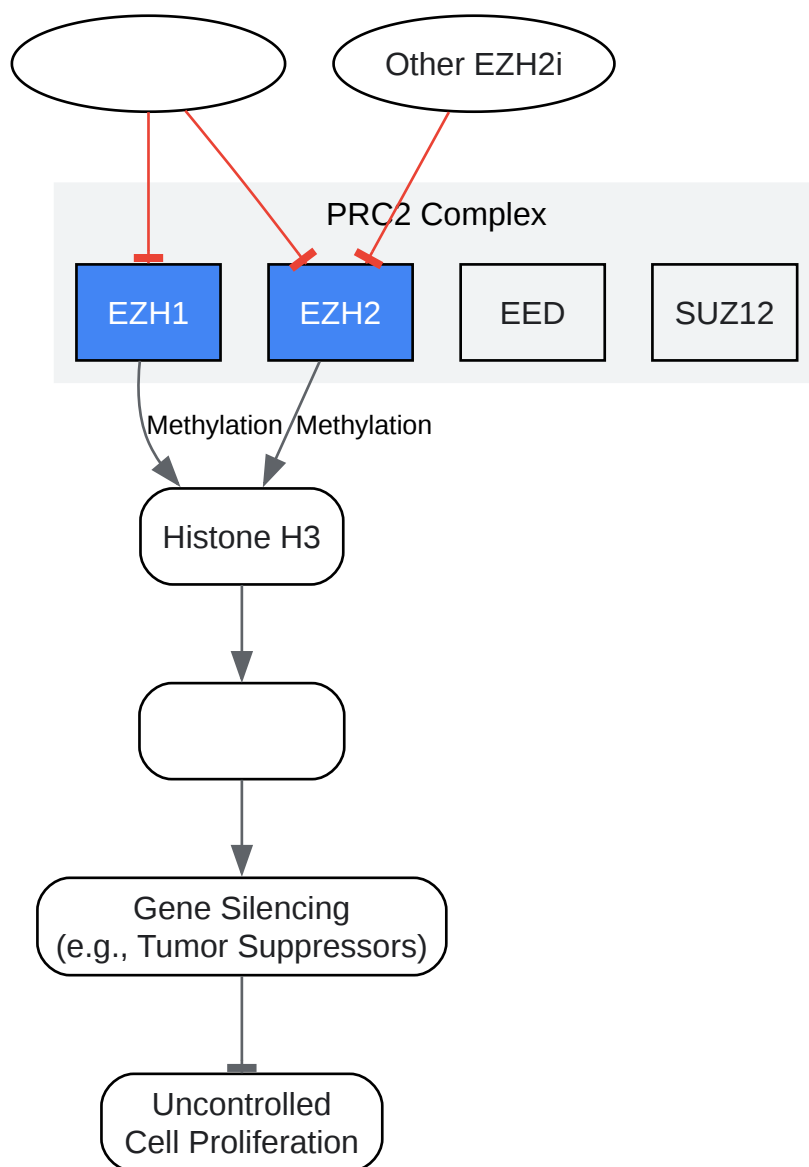 Other EZH2i
PRC2 Complex
EZH1
EZH2
EED
SUZ12
Methylation
Methylation
Histone H3
Gene Silencing
(e.g., Tumor Suppressors)
Uncontrolled
Cell Proliferation